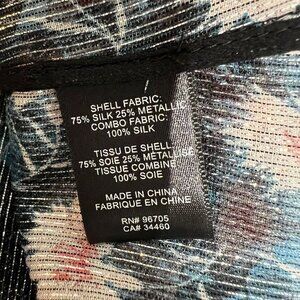 SHELL FABRIC:
75% SILK 25% METALLIC
COMBO FABRIC:
100% SILK
TISSU DE SHELL:
75% SOIE 25% METALLISE
TISSUE COMBINE:
100% SOIE
MADE IN CHINA
FABRIQUE EN CHINE
RN# 96705
CA# 34460